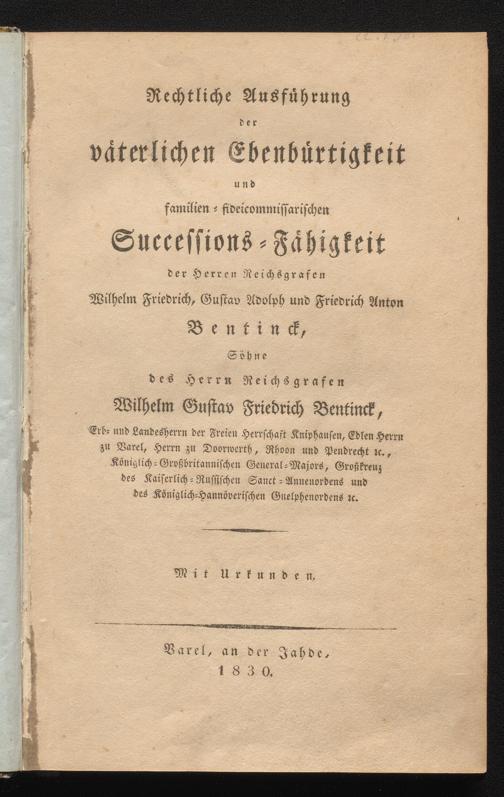 Rechtliche Ausführung
der
väterlichen Ebenbürtigkeit
und
familien-fideicommissarischen
Successions-Fähigkeit
der Herren Reichsgrafen
Wilhelm Friedrich, Gustav Adolph und Friedrich Anton
Bentinck,
Söhne
des Herrn Reichsgrafen
Wilhelm Gustav Friedrich Bentinck,
Erb- und Landesherrn der Freien Herrschaft Kniphausen, Edlen Herrn
zu Varel, Herrn zu Doorwerth, Rhoon und Pendrecht ꝛc.,
Königlich-Großbritannischen General-Majors, Großkreuz
des Kaiserlich-Russischen Sanct-Annenordens und
des Königlich-Hannöverischen Guelphenordens ꝛc.
Mit Urkunden.
Varel, an der Jahde,
1830.